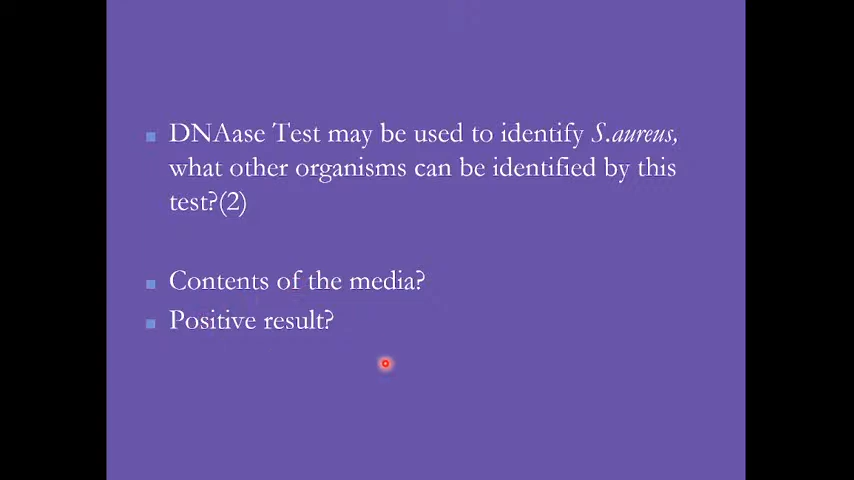 DNAase Test may be used to identify S.aureus,
what other organisms can be identified by this
test?(2)
Contents of the media?
Positive result?